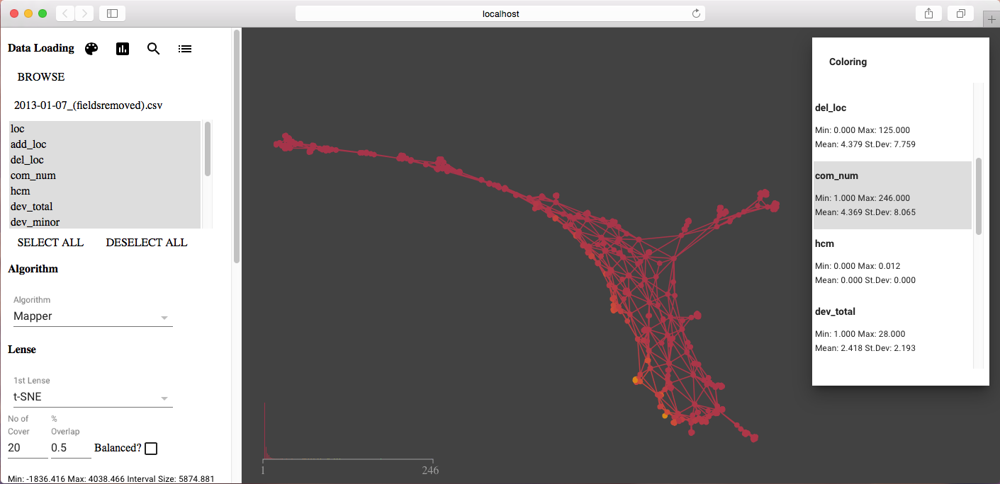 localhost
Data Loading
BROWSE
2013-01-07_(fieldsremoved).csv
loc
add_loc
del_loc
com_num
hcm
dev_total
dev_minor
SELECT ALL DESELECT ALL
Algorithm
Algorithm
Mapper
Lense
1st Lense
t-SNE
No of Cover
%
Overlap
20
0.5
Balanced?
Min: -1836.416 Max: 4038.466 Interval Size: 5874.881
1
246
Coloring
del_loc
Min: 0.000 Max: 125.000
Mean: 4.379 St.Dev: 7.759
com_num
Min: 1.000 Max: 246.000
Mean: 4.369 St.Dev: 8.065
hcm
Min: 0.000 Max: 0.012
Mean: 0.000 St.Dev: 0.000
dev_total
Min: 1.000 Max: 28.000
Mean: 2.418 St.Dev: 2.193